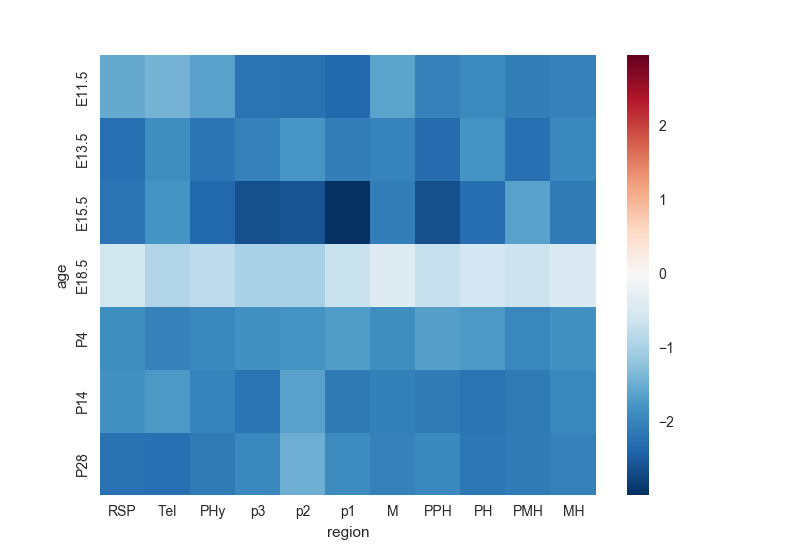 E11.5
E13.5
E15.5
E18.5
P4
P14
P28
age
RSP Tel PHy p3 p2 p1 M PPH PH PMH MH
region
2
1
0
−1
−2